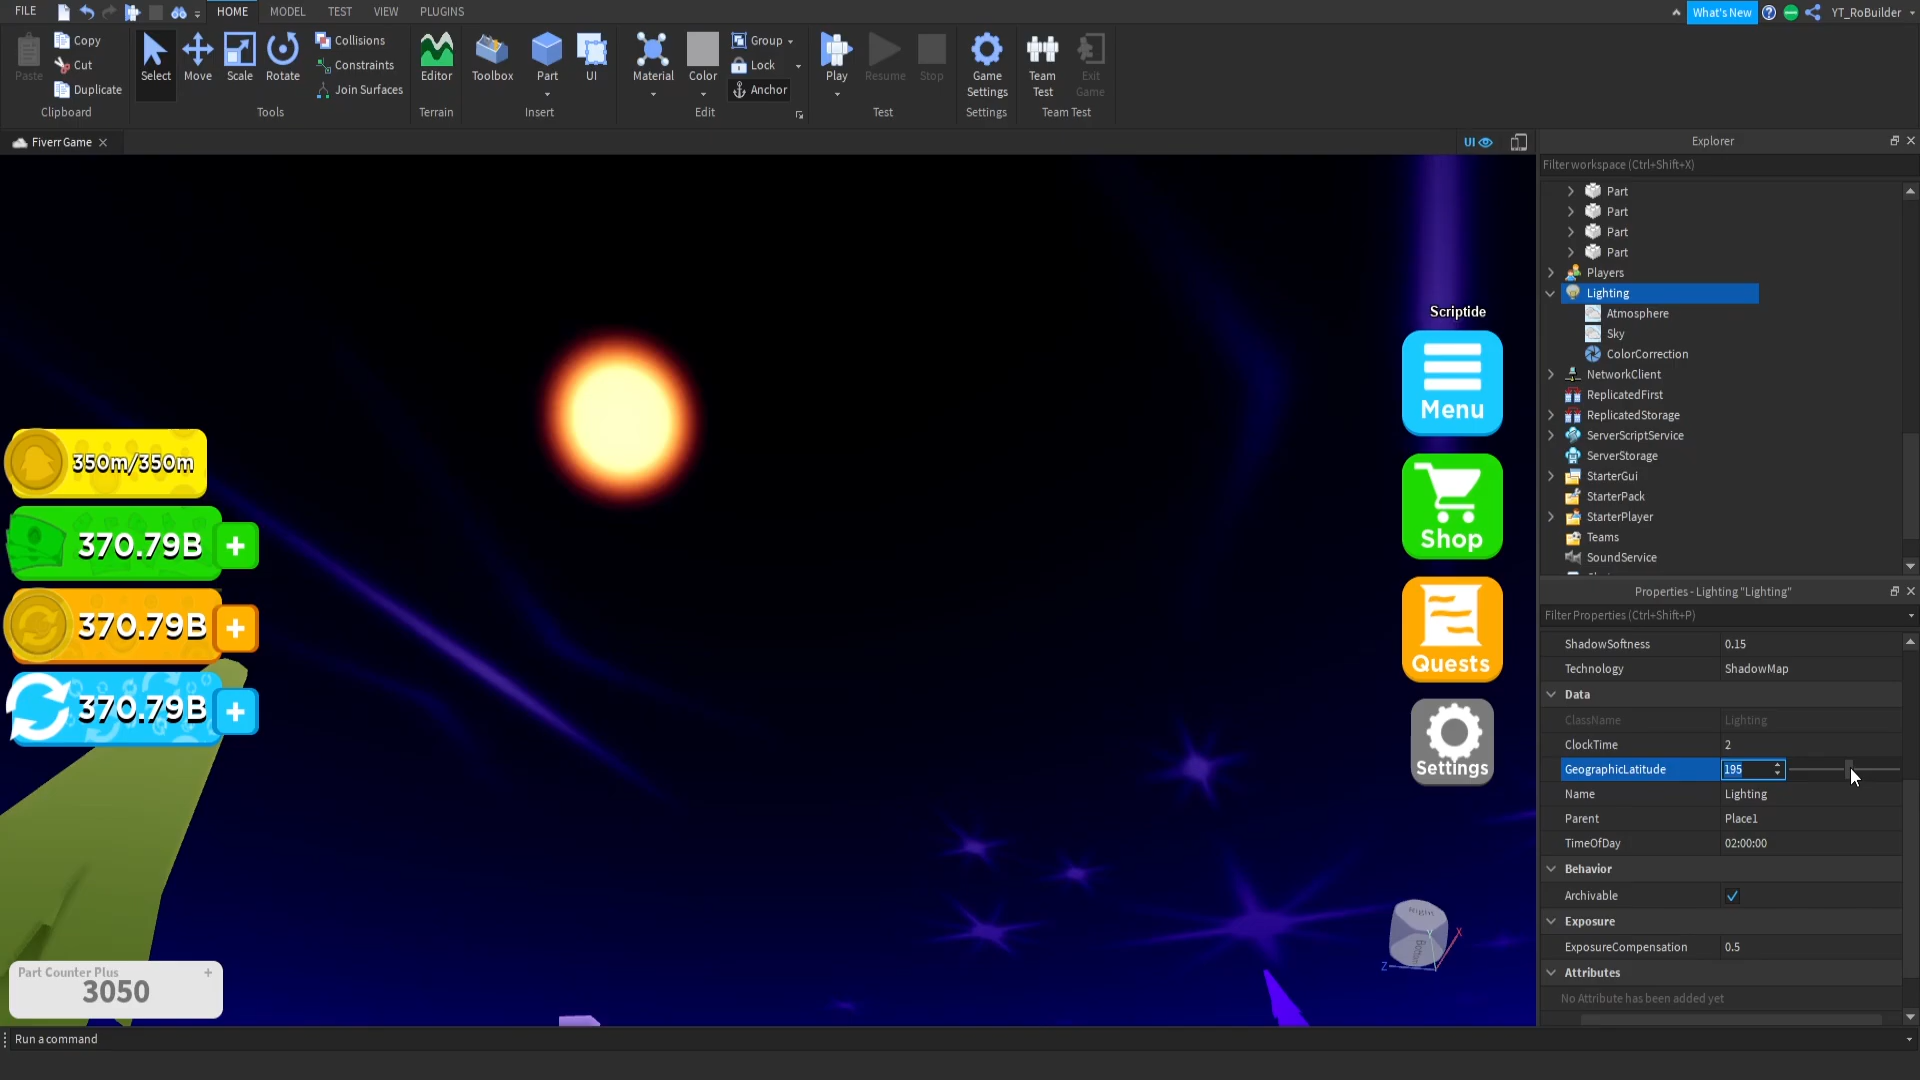 FILE
HOME
MODEL
TEST
VIEW
PLUGINS
What's New
YT_RoBuilder
Paste
Copy
Cut
Duplicate
Clipboard
Select
Move
Scale
Rotate
Collisions
Constraints
Join Surfaces
Tools
Editor
Terrain
Toolbox
Part
UI
Insert
Material
Color
Group
Lock
Anchor
Edit
Play
Resume
Stop
Test
Game
Settings
Settings
Team
Test
Exit
Game
Team Test
Fiverr Game
UI
350m/350m
370.79B +
370.79B +
370.79B +
Part Counter Plus +
3050
Scriptide
Menu
Shop
Quests
Settings
Right
Bottom
Y
X
Z
Explorer
Filter workspace (Ctrl+Shift+X)
Part
Part
Part
Part
Players
Lighting
Atmosphere
Sky
ColorCorrection
NetworkClient
ReplicatedFirst
ReplicatedStorage
ServerScriptService
ServerStorage
StarterGui
StarterPack
StarterPlayer
Teams
SoundService
Properties - Lighting "Lighting"
Filter Properties (Ctrl+Shift+P)
ShadowSoftness 0.15
Technology ShadowMap
Data
ClassName Lighting
ClockTime 2
GeographicLatitude 195
Name Lighting
Parent Place1
TimeOfDay 02:00:00
Behavior
Archivable
Exposure
ExposureCompensation 0.5
Attributes
No Attribute has been added yet
Run a command